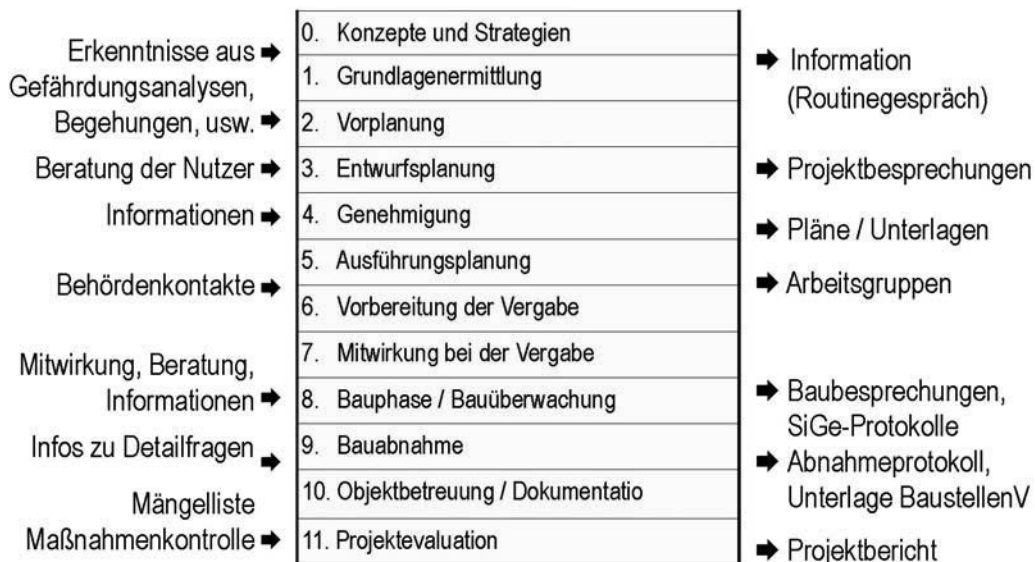 Erkenntnisse aus ➡
Gefährdungsanalysen,
Begehungen, usw. ➡
Beratung der Nutzer ➡
Informationen ➡
Behördenkontakte ➡
Mitwirkung, Beratung,
Informationen ➡
Infos zu Detailfragen ➡
Mängelliste
Maßnahmenkontrolle ➡
0. Konzepte und Strategien
1. Grundlagenermittlung
2. Vorplanung
3. Entwurfsplanung
4. Genehmigung
5. Ausführungsplanung
6. Vorbereitung der Vergabe
7. Mitwirkung bei der Vergabe
8. Bauphase / Bauüberwachung
9. Bauabnahme
10. Objektbetreuung / Dokumentatio
11. Projektevaluation
➡ Information
(Routinegespräch)
➡ Projektbesprechungen
➡ Pläne / Unterlagen
➡ Arbeitsgruppen
➡ Baubesprechungen,
SiGe-Protokolle
➡ Abnahmeprotokoll,
Unterlage BaustellenV
➡ Projektbericht